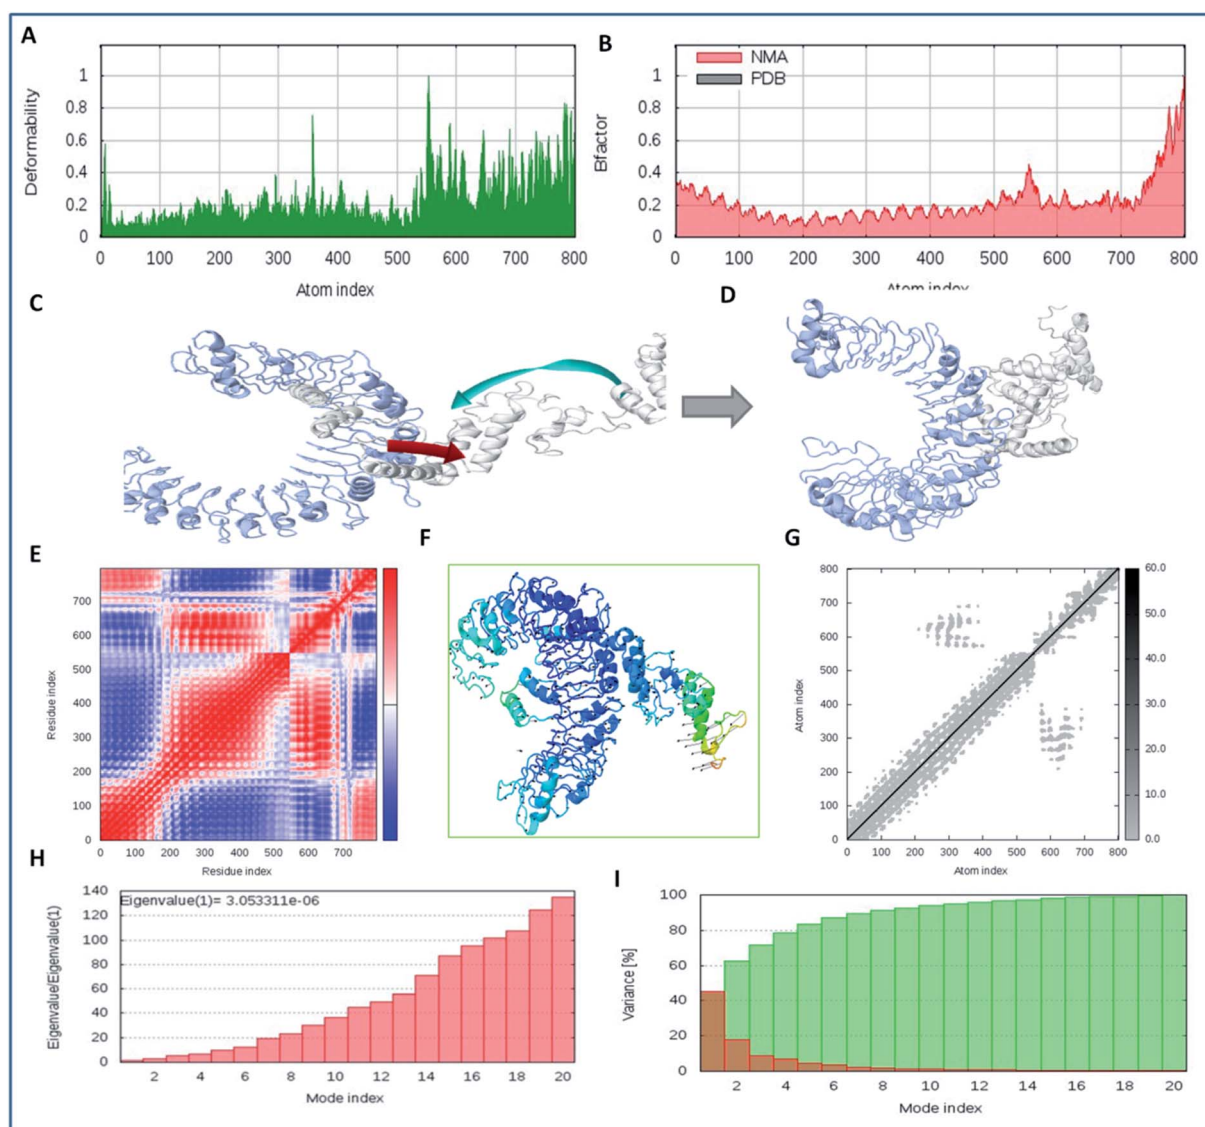 A
B
1
0.8
0.6
0.4
0.2
0
Deformability
0 100 200 300 400 500 600 700 800
Atom index
NMA
PDB
1
0.8
0.6
0.4
0.2
0
Bfactor
0 100 200 300 400 500 600 700 800
Atom index
C
D
E
F
G
700
600
500
400
300
200
100
0
Residue index
0 100 200 300 400 500 600 700
Residue index
800
700
600
500
400
300
200
100
0
Atom index
0 100 200 300 400 500 600 700 800
Atom index
60.0
50.0
40.0
30.0
20.0
10.0
0.0
H
Eigenvalue(1)= 3.053311e-06
140
120
100
80
60
40
20
0
Eigenvalue/Eigenvalue(1)
2 4 6 8 10 12 14 16 18 20
Mode index
I
100
80
60
40
20
0
Variance [%]
2 4 6 8 10 12 14 16 18 20
Mode index